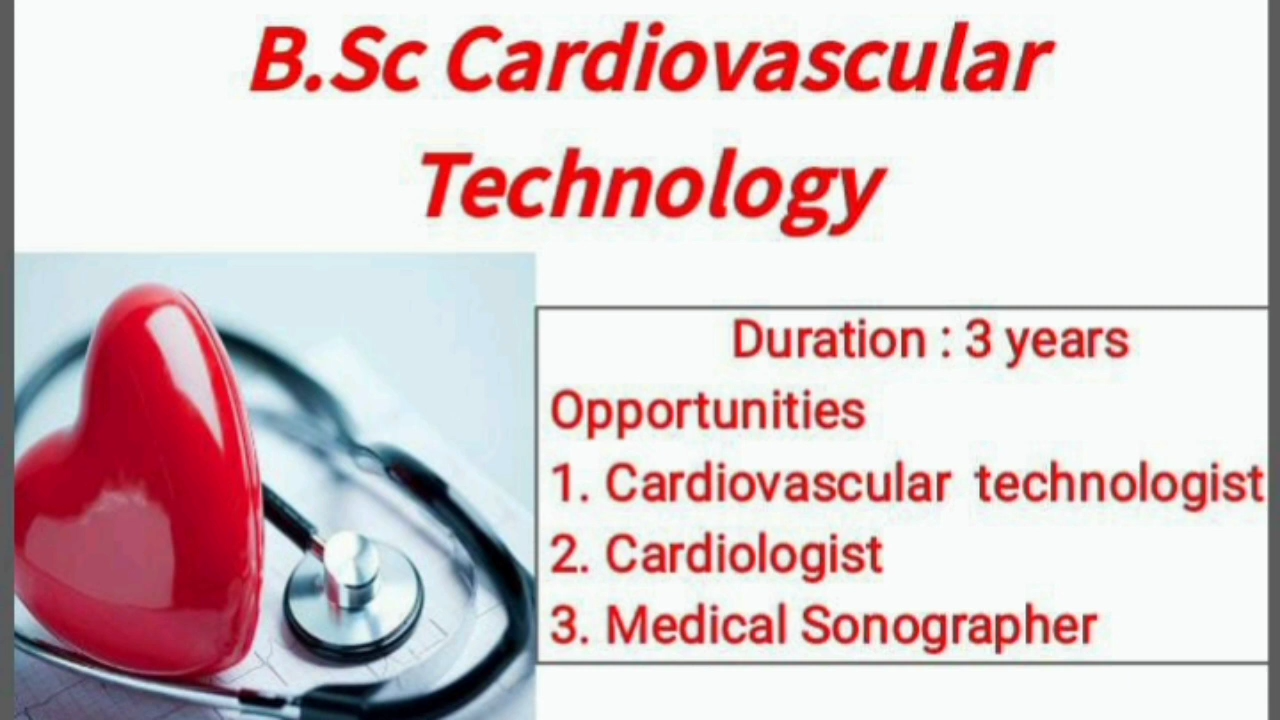 B.Sc Cardiovascular
Technology
Duration : 3 years
Opportunities
1. Cardiovascular technologist
2. Cardiologist
3. Medical Sonographer